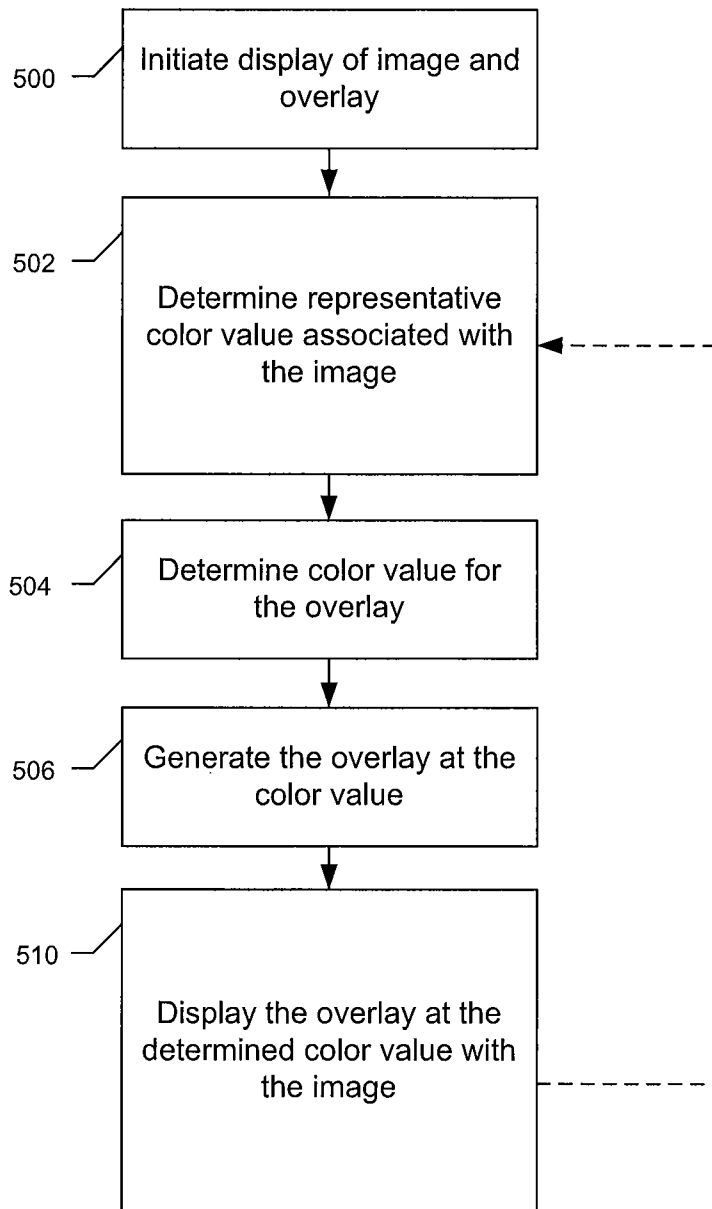 500
Initiate display of image and
overlay
502
Determine representative
color value associated with
the image
504
Determine color value for
the overlay
506
Generate the overlay at the
color value
510
Display the overlay at the
determined color value with
the image